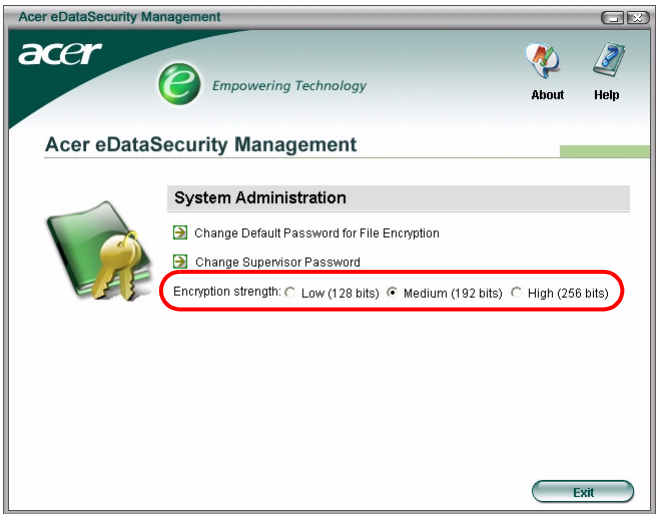 Acer eDataSecurity Management
acer
e Empowering Technology
About Help
Acer eDataSecurity Management
System Administration
Change Default Password for File Encryption
Change Supervisor Password
Encryption strength: Low (128 bits) Medium (192 bits) High (256 bits)
Exit